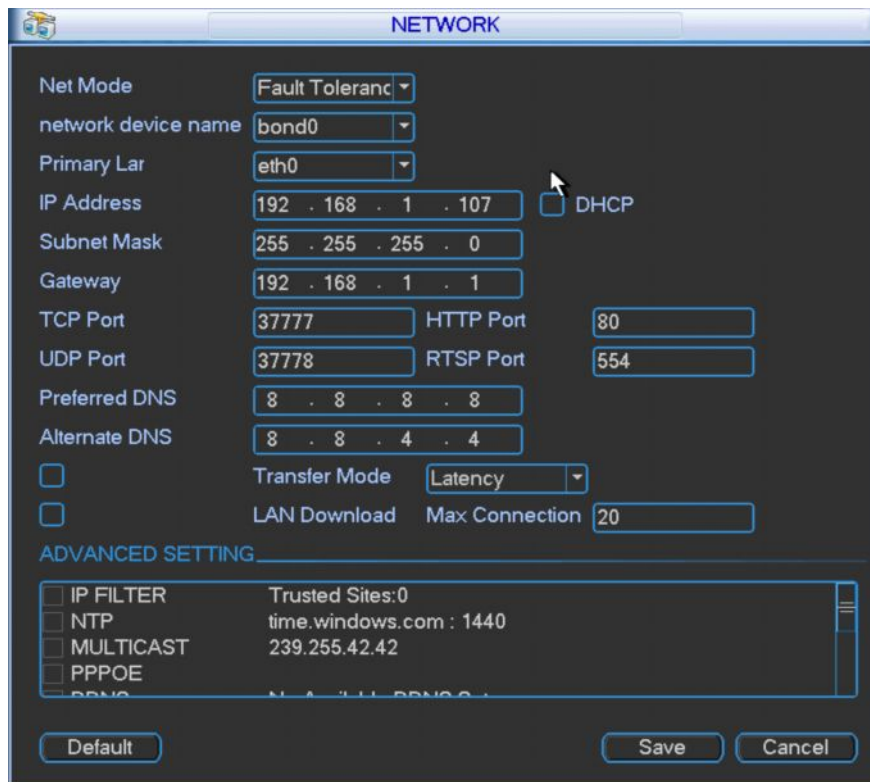 NETWORK
Net Mode Fault Toleranc
network device name bond0
Primary Lar eth0
IP Address 192 . 168 . 1 . 107 DHCP
Subnet Mask 255 . 255 . 255 . 0
Gateway 192 . 168 . 1 . 1
TCP Port 37777 HTTP Port 80
UDP Port 37778 RTSP Port 554
Preferred DNS 8 . 8 . 8 . 8
Alternate DNS 8 . 8 . 4 . 4
Transfer Mode Latency
LAN Download Max Connection 20
ADVANCED SETTING
IP FILTER Trusted Sites:0
NTP time.windows.com : 1440
MULTICAST 239.255.42.42
PPPOE
Default Save Cancel